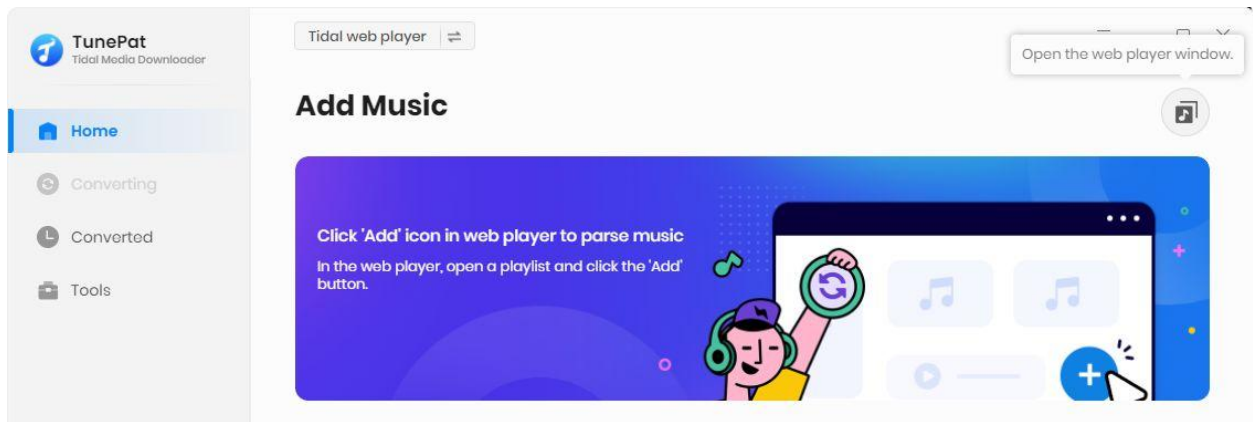 TunePat
Tidal Media Downloader
Home
Converting
Converted
Tools
Tidal web player
Open the web player window.
Add Music
Click 'Add' icon in web player to parse music
In the web player, open a playlist and click the 'Add'
button.